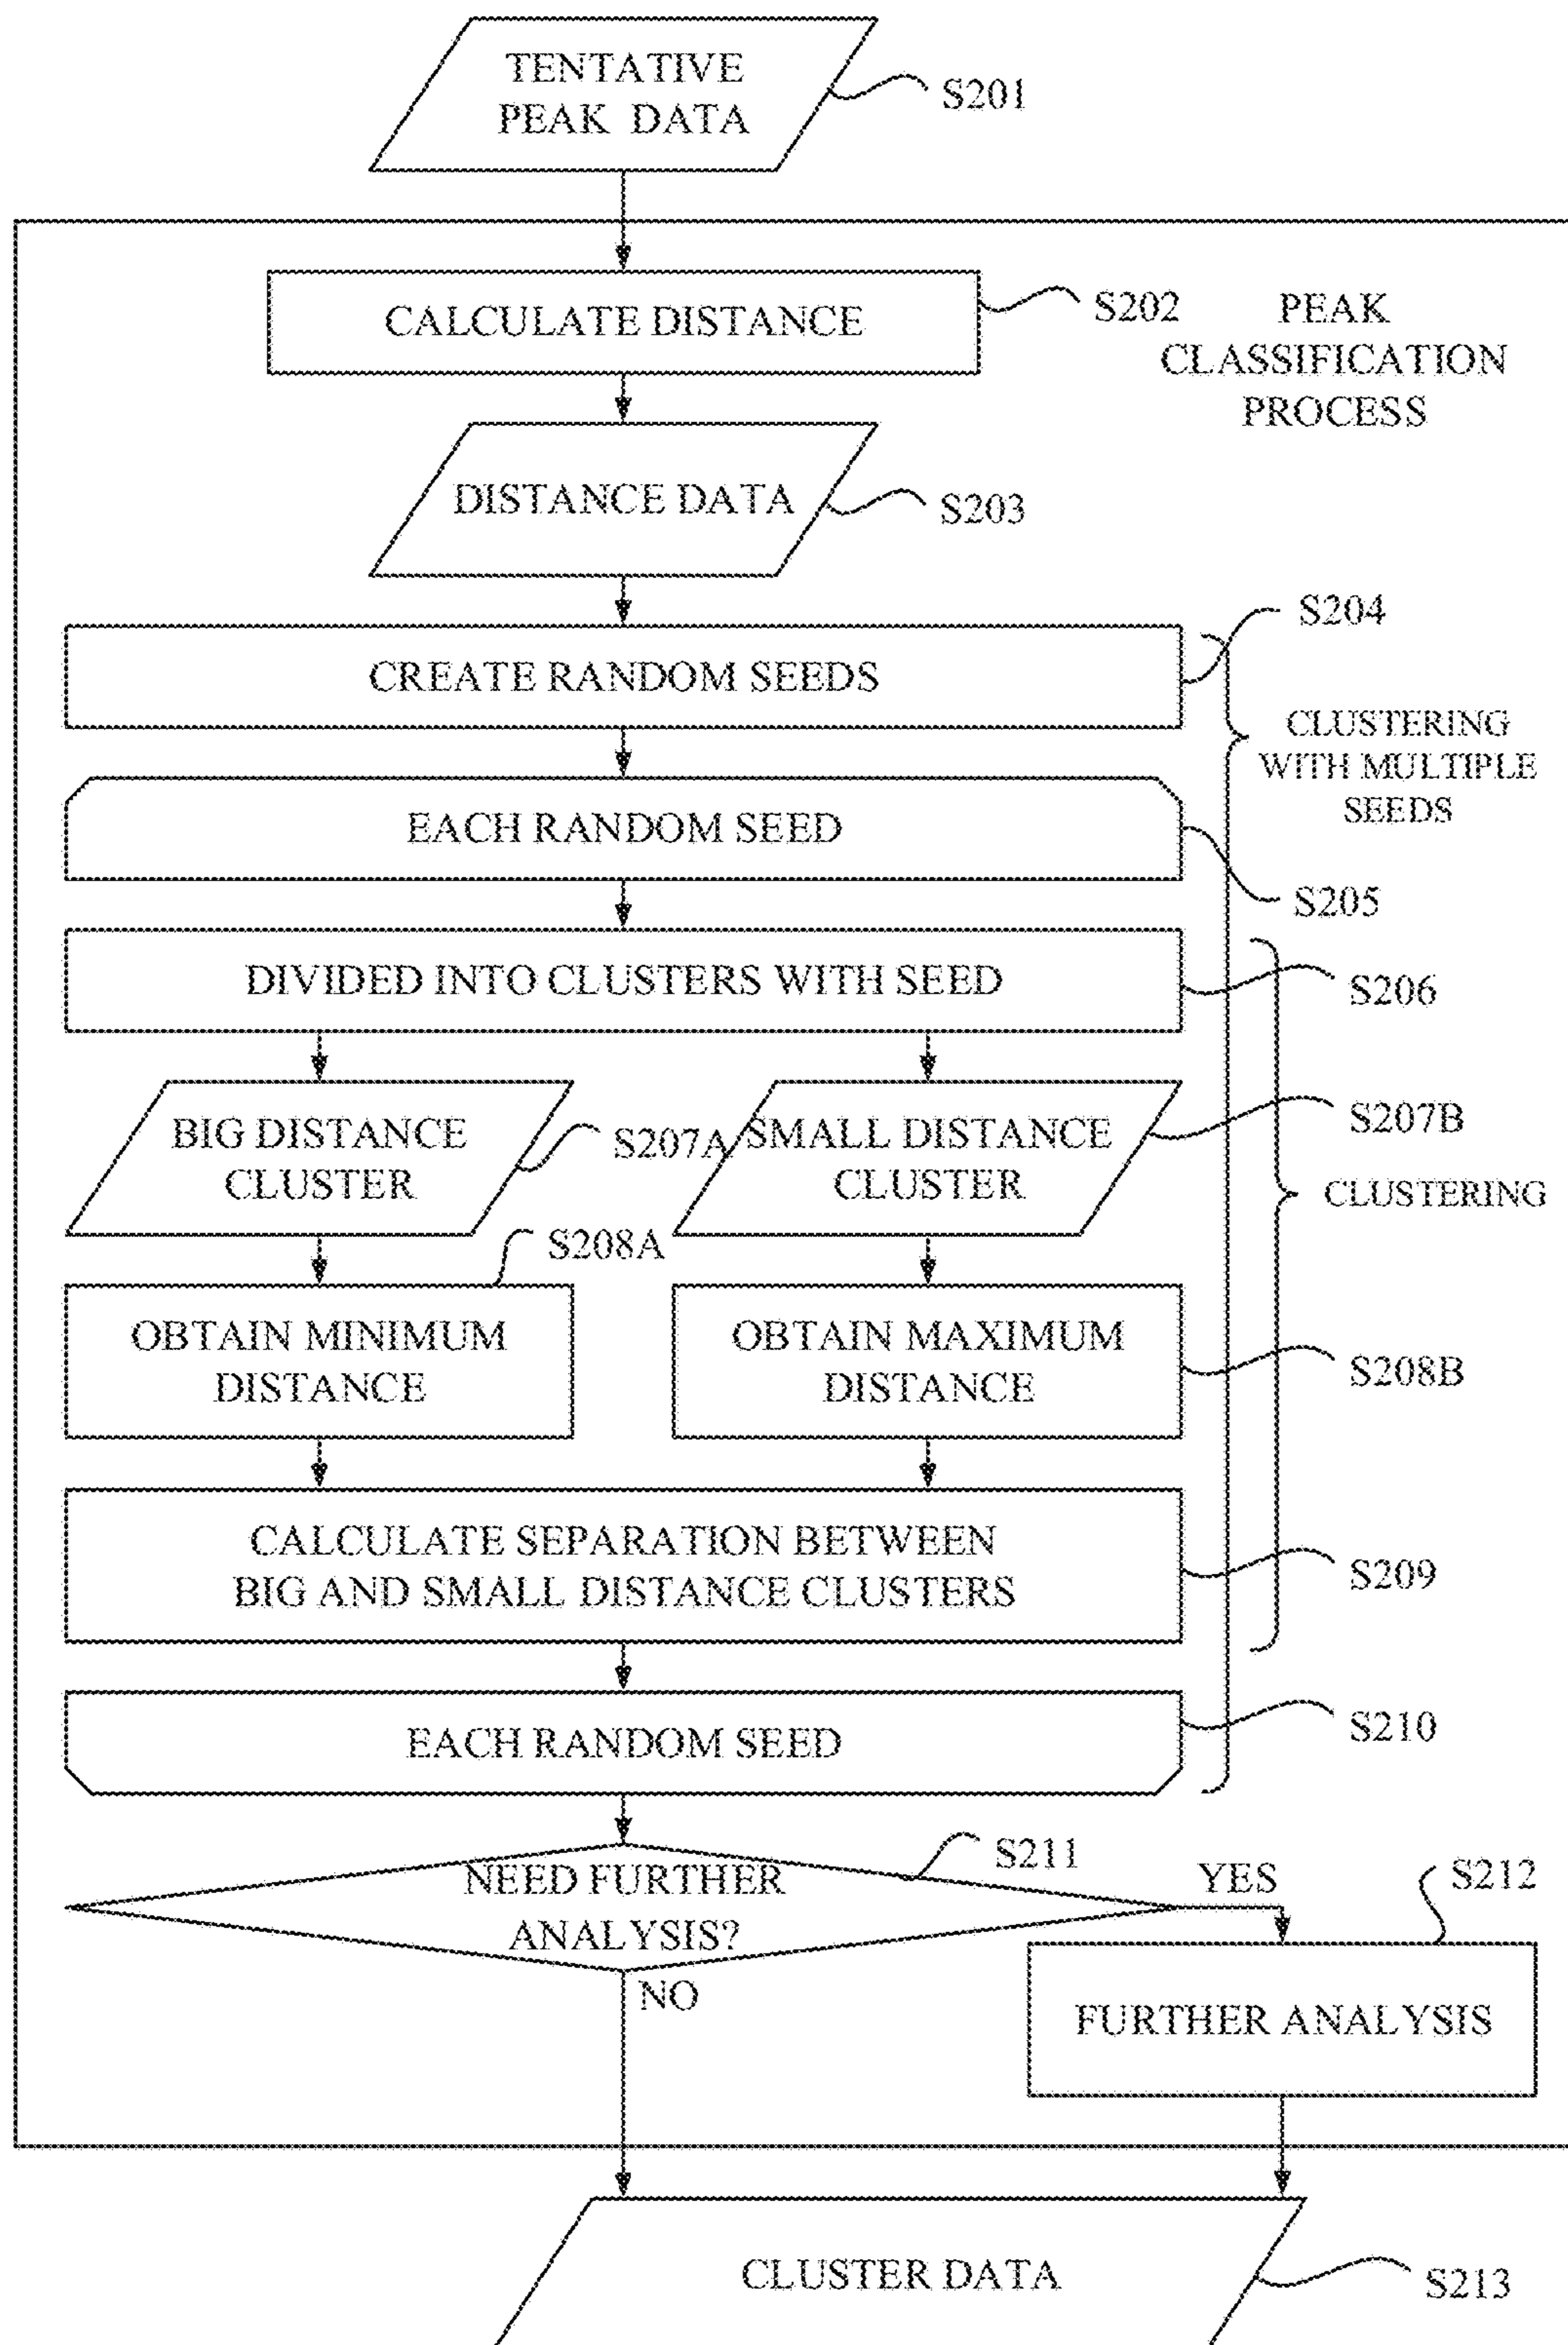 TENTATIVE
PEAK DATA
S201
CALCULATE DISTANCE
S202
PEAK
CLASSIFICATION
PROCESS
DISTANCE DATA
S203
S204
CREATE RANDOM SEEDS
CLUSTERING
WITH MULTIPLE
SEEDS
EACH RANDOM SEED
S205
DIVIDED INTO CLUSTERS WITH SEED
S206
BIG DISTANCE
CLUSTER
S207A
SMALL DISTANCE
CLUSTER
S207B
CLUSTERING
S208A
OBTAIN MINIMUM
DISTANCE
OBTAIN MAXIMUM
DISTANCE
S208B
CALCULATE SEPARATION BETWEEN
BIG AND SMALL DISTANCE CLUSTERS
S209
EACH RANDOM SEED
S210
NEED FURTHER
ANALYSIS?
S211
YES
S212
NO
FURTHER ANALYSIS
CLUSTER DATA
S213